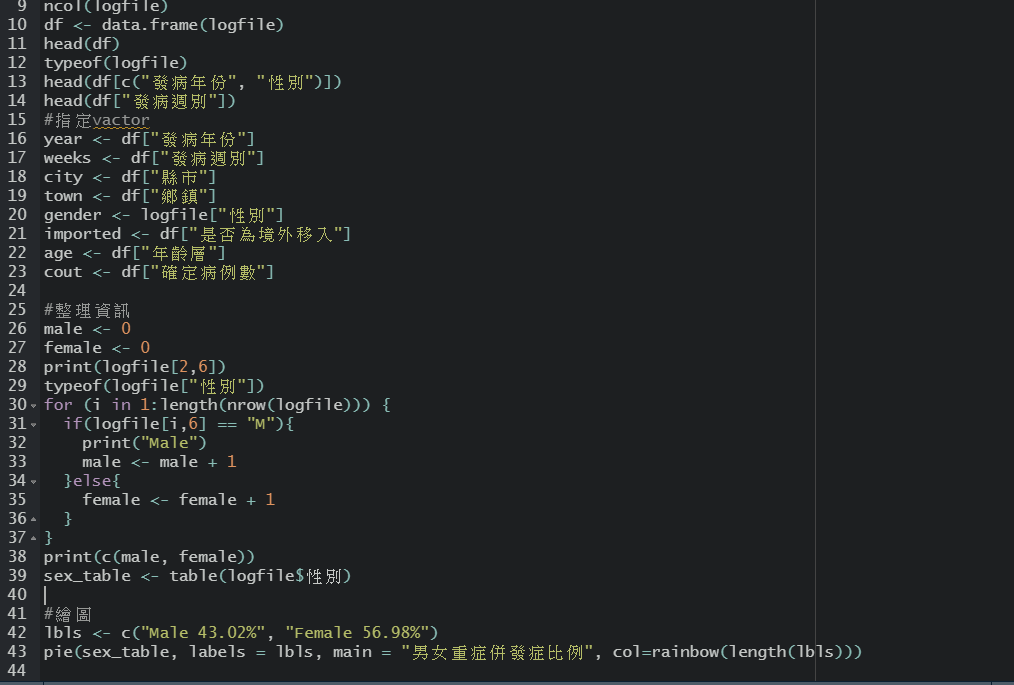 9 ncol(logfile)
10 df <- data.frame(logfile)
11 head(df)
12 typeof(logfile)
13 head(df[c("發病年份", "性別")])
14 head(df["發病週別"])
15 #指定vactor
16 year <- df["發病年份"]
17 weeks <- df["發病週別"]
18 city <- df["縣市"]
19 town <- df["鄉鎮"]
20 gender <- logfile["性別"]
21 imported <- df["是否為境外移入"]
22 age <- df["年齡層"]
23 cout <- df["確定病例數"]
24
25 #整理資訊
26 male <- 0
27 female <- 0
28 print(logfile[2,6])
29 typeof(logfile["性別"])
30 for (i in 1:length(nrow(logfile))) {
31   if(logfile[i,6] == "M"){
32     print("Male")
33     male <- male + 1
34   }else{
35     female <- female + 1
36   }
37 }
38 print(c(male, female))
39 sex_table <- table(logfile$性別)
40
41 #繪圖
42 lbls <- c("Male 43.02%", "Female 56.98%")
43 pie(sex_table, labels = lbls, main = "男女重症併發症比例", col=rainbow(length(lbls)))
44